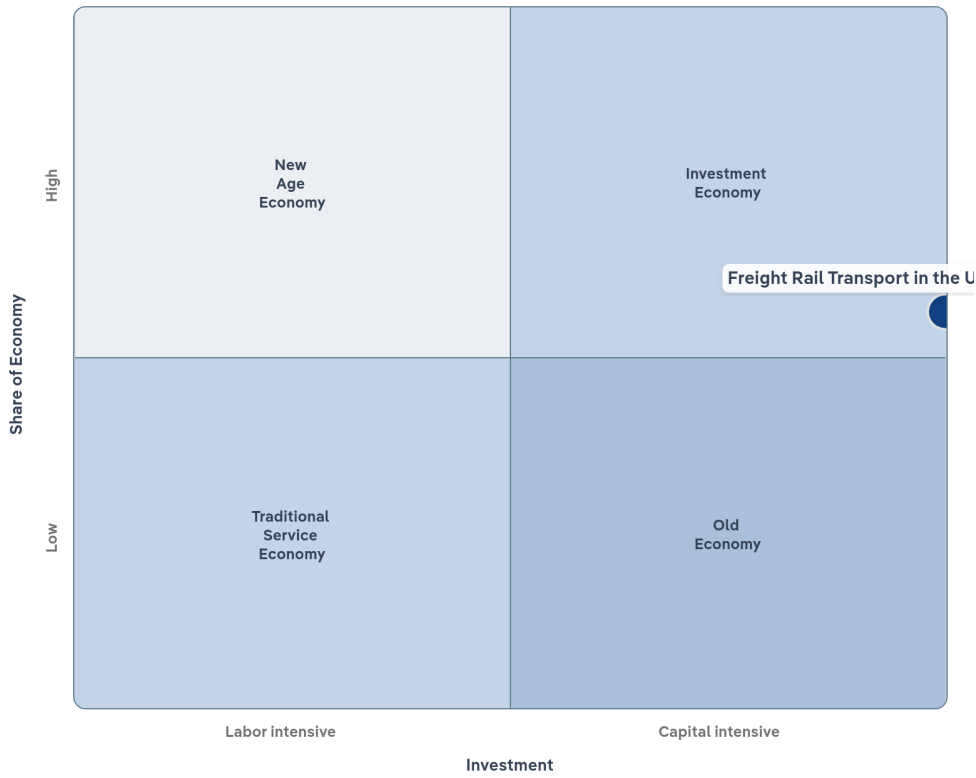 New
Age
Economy
Investment
Economy
Freight Rail Transport in the U
High
Share of Economy
Traditional
Service
Economy
Old
Economy
Low
Labor intensive
Capital intensive
Investment